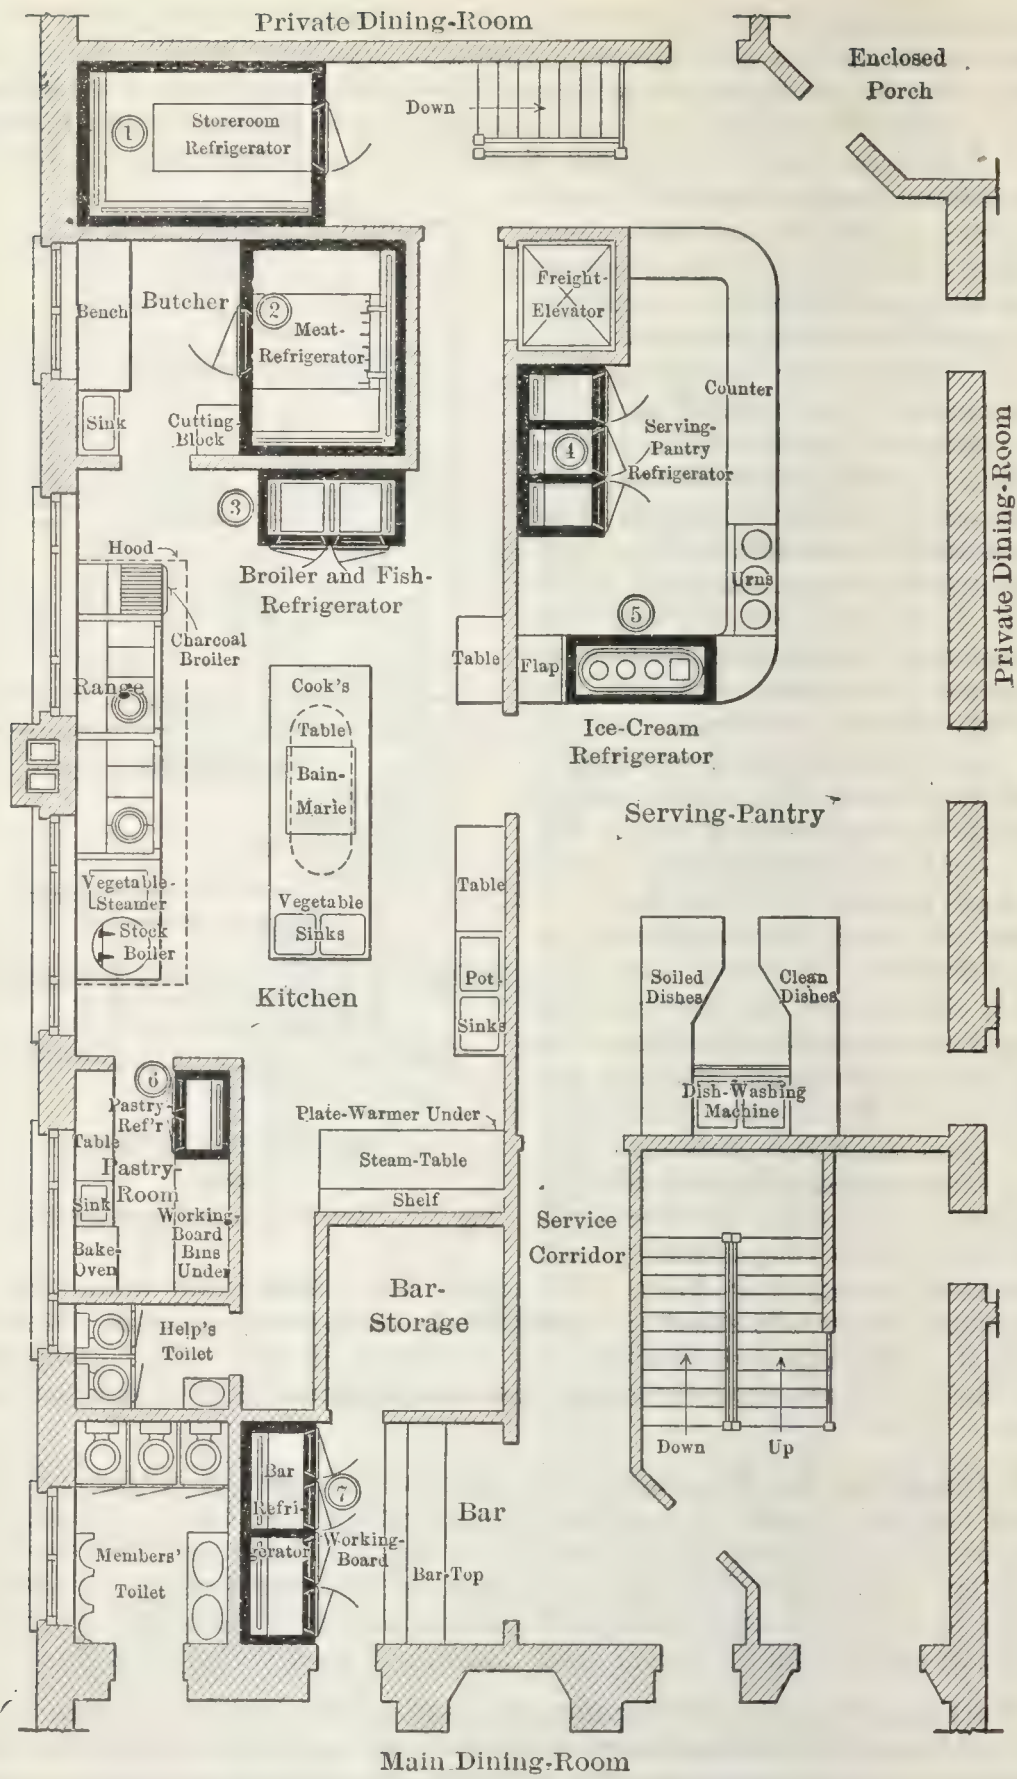 Private Dining-Room
Enclosed
Porch
Down
1
Storeroom
Refrigerator
Bench
Butcher
2
Meat-
Refrigerator
Freight-
Elevator
Counter
Sink
Cutting-
Block
Serving-
Pantry
Refrigerator
4
3
Hood
Broiler and Fish-
Refrigerator
Charcoal
Broiler
Urns
5
Private Dining-Room
Range
Table
Flap
Cook's
Table
Bain-
Marie
Ice-Cream
Refrigerator
Serving-Pantry
Vegetable-
Steamer
Stock
Boiler
Vegetable
Sinks
Table
Pot
Sinks
Kitchen
Soiled
Dishes
Clean
Dishes
Dish-Washing
Machine
6
Pastry-
Ref'r
Table
Pastry-
Room
Sink
Working-
Board
Bins
Under
Bake-
Oven
Plate-Warmer Under
Steam-Table
Shelf
Service
Corridor
Bar-
Storage
Help's
Toilet
Down
Up
Bar
Refri-
gerator
7
Working-
Board
Bar
Bar-Top
Members'
Toilet
Main Dining-Room